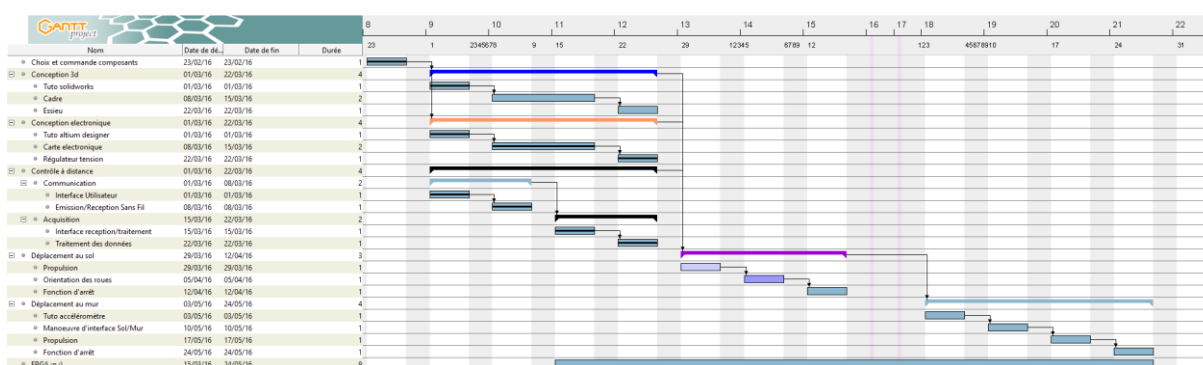 GANTT project
8 9 10 11 12 13 14 15 16 17 18 19 20 21 22
Nom Date de dé... Date de fin Durée 23 1 2345678 9 15 22 29 12345 6789 12 123 45678910 17 24 31
Choix et commande composants 23/02/16 23/02/16 1
Conception 3d 01/03/16 22/03/16 4
Tuto solidworks 01/03/16 01/03/16 1
Cadre 08/03/16 15/03/16 2
Essieu 22/03/16 22/03/16 1
Conception electronique 01/03/16 22/03/16 4
Tuto altium designer 01/03/16 01/03/16 1
Carte electronique 08/03/16 15/03/16 2
Régulateur tension 22/03/16 22/03/16 1
Contrôle à distance 01/03/16 22/03/16 4
Communication 01/03/16 08/03/16 2
Interface Utilisateur 01/03/16 01/03/16 1
Emission/Reception Sans Fil 08/03/16 08/03/16 1
Acquisition 15/03/16 22/03/16 2
Interface reception/traitement 15/03/16 15/03/16 1
Traitement des données 22/03/16 22/03/16 1
Déplacement au sol 29/03/16 12/04/16 3
Propulsion 29/03/16 29/03/16 1
Orientation des roues 05/04/16 05/04/16 1
Fonction d'arrêt 12/04/16 12/04/16 1
Déplacement au mur 03/05/16 24/05/16 4
Tuto accéléromètre 03/05/16 03/05/16 1
Manoeuvre d'interface Sol/Mur 10/05/16 10/05/16 1
Propulsion 17/05/16 17/05/16 1
Fonction d'arrêt 24/05/16 24/05/16 1
15/03/16 24/05/16 9